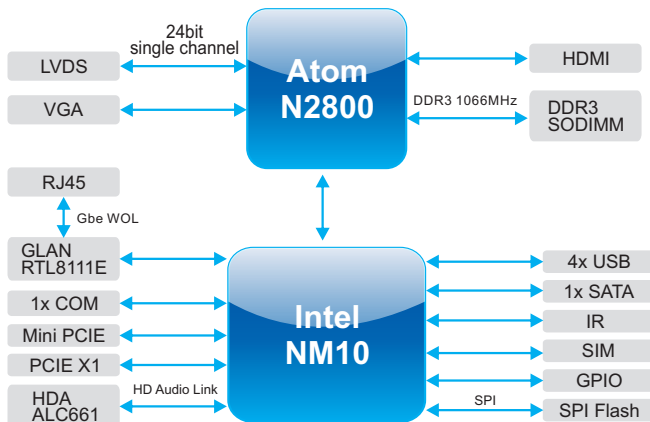 24bit
single channel
LVDS
VGA
Atom
N2800
HDMI
DDR3 1066MHz
DDR3
SODIMM
RJ45
Gbe WOL
GLAN
RTL8111E
1x COM
Mini PCIE
PCIE X1
HDA
ALC661
HD Audio Link
Intel
NM10
4x USB
1x SATA
IR
SIM
GPIO
SPI
SPI Flash